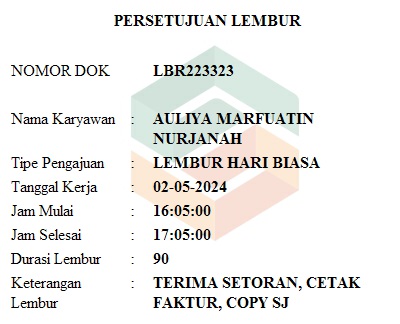 PERSETUJUAN LEMBUR
NOMOR DOK LBR223323
Nama Karyawan : AULIYA MARFUATIN
NURJANAH
Tipe Pengajuan : LEMBUR HARI BIASA
Tanggal Kerja : 02-05-2024
Jam Mulai : 16:05:00
Jam Selesai : 17:05:00
Durasi Lembur : 90
Keterangan : TERIMA SETORAN, CETAK
Lembur FAKTUR, COPY SJ